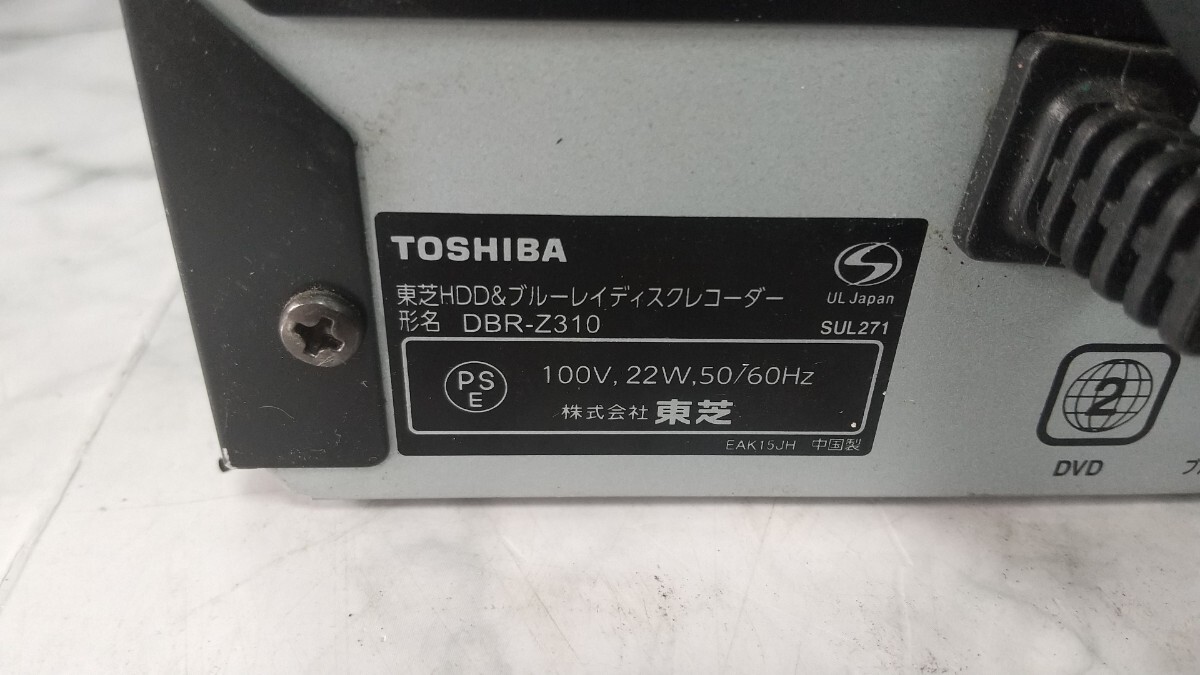 TOSHIBA
東芝HDD&ブルーレイディスクレコーダー
形名 DBR-Z310
UL Japan
SUL271
PSE
100V, 22W, 50/60Hz
株式会社 東芝
EAK15JH 中国製
2
DVD